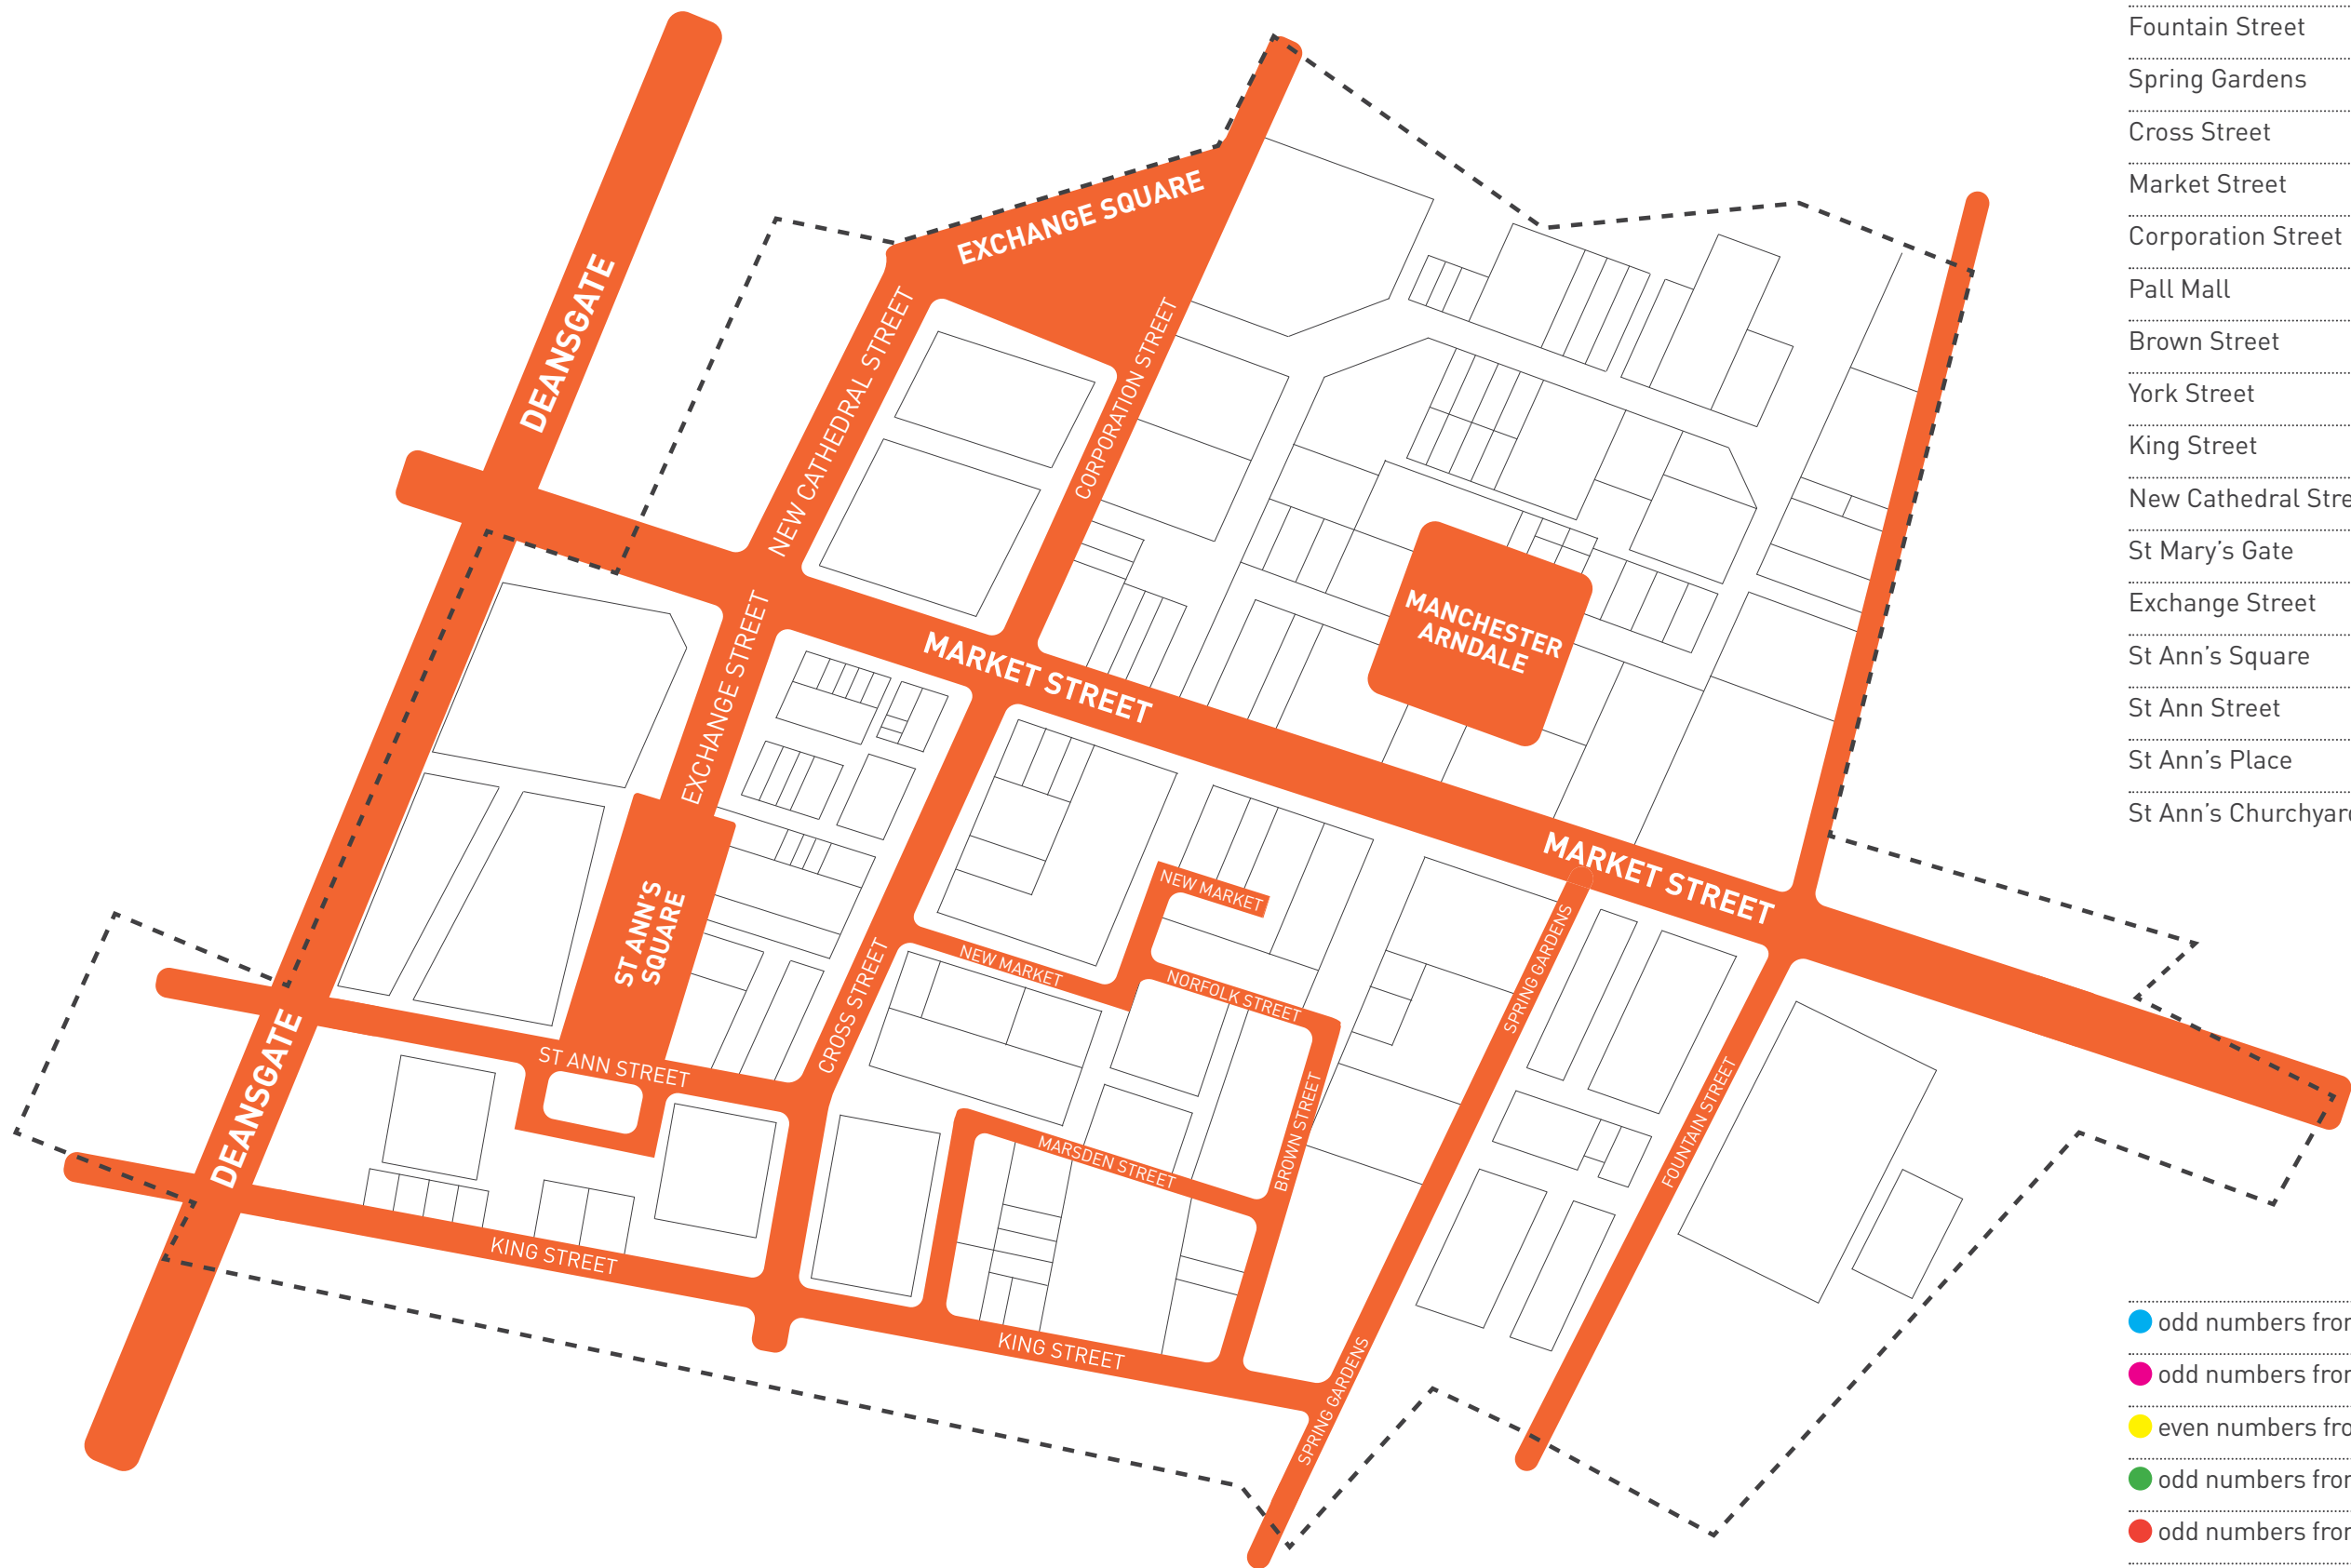 DEANSGATE
EXCHANGE SQUARE
NEW CATHEDRAL STREET
CORPORATION STREET
MANCHESTER
ARNDALE
EXCHANGE STREET
MARKET STREET
MARKET STREET
ST ANN'S
SQUARE
NEW MARKET
NEW MARKET
NORFOLK STREET
CROSS STREET
SPRING GARDENS
ST ANN STREET
DEANSGATE
MARSDEN STREET
BROWN STREET
FOUNTAIN STREET
KING STREET
KING STREET
SPRING GARDENS
Fountain Street
Spring Gardens
Cross Street
Market Street
Corporation Street
Pall Mall
Brown Street
York Street
King Street
New Cathedral Stre
St Mary’s Gate
Exchange Street
St Ann’s Square
St Ann Street
St Ann’s Place
St Ann’s Churchyar
odd numbers fro
odd numbers fro
even numbers fro
odd numbers fro
odd numbers fro